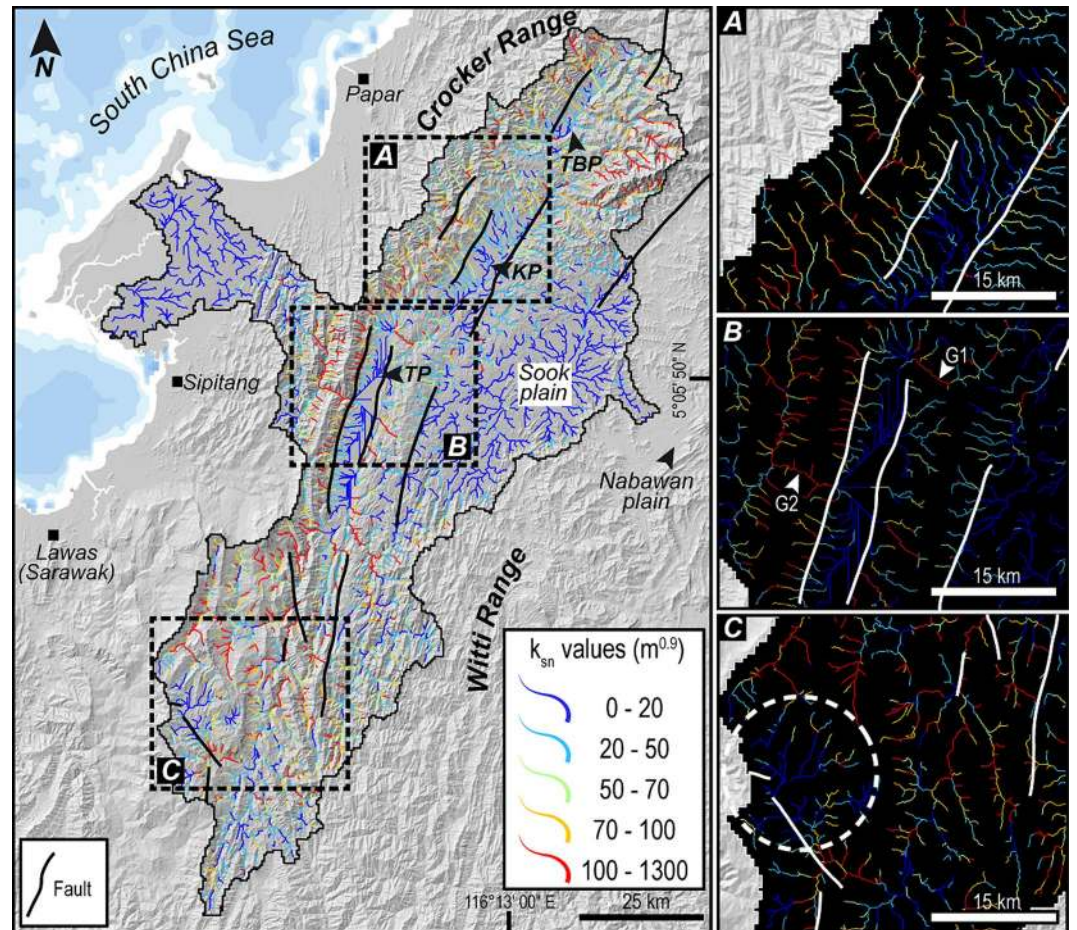 N
South China Sea
Papar
Crocker Range
A
TBP
KP
TP
B
Sipitang
Sook
plain
5°05'50" N
Nabawan
plain
Lawas
(Sarawak)
Witti Range
C
Fault
k_sn values (m^0.9)
0 - 20
20 - 50
50 - 70
70 - 100
100 - 1300
116°13'00" E
25 km
A
15 km
B
G1
G2
15 km
C
15 km